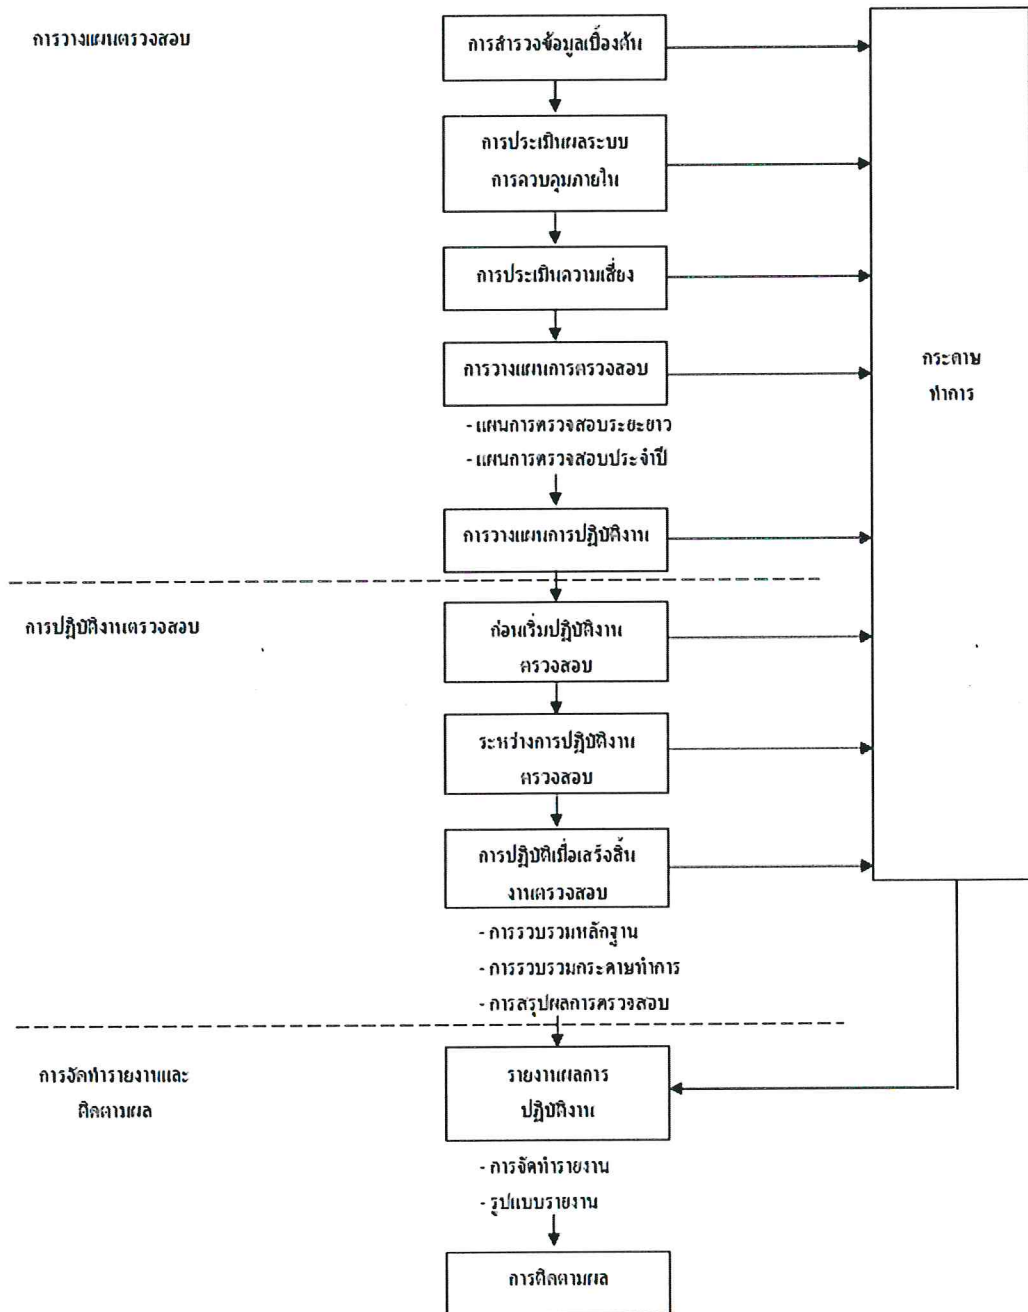 การวางแผนตรวจสอบ
การสำรวจข้อมูลเบื้องต้น
การประเมินผลระบบ
การควบคุมภายใน
การประเมินความเสี่ยง
การวางแผนการตรวจสอบ
- แผนการตรวจสอบระยะยาว
- แผนการตรวจสอบประจำปี
การวางแผนการปฏิบัติงาน
กระดาษ
ทำการ
การปฏิบัติงานตรวจสอบ
ก่อนเริ่มปฏิบัติงาน
ตรวจสอบ
ระหว่างการปฏิบัติงาน
ตรวจสอบ
การปฏิบัติเมื่อเสร็จสิ้น
งานตรวจสอบ
- การรวบรวมหลักฐาน
- การรวบรวมกระดาษทำการ
- การสรุปผลการตรวจสอบ
การจัดทำรายงานและ
ติดตามผล
รายงานผลการ
ปฏิบัติงาน
- การจัดทำรายงาน
- รูปแบบรายงาน
การติดตามผล